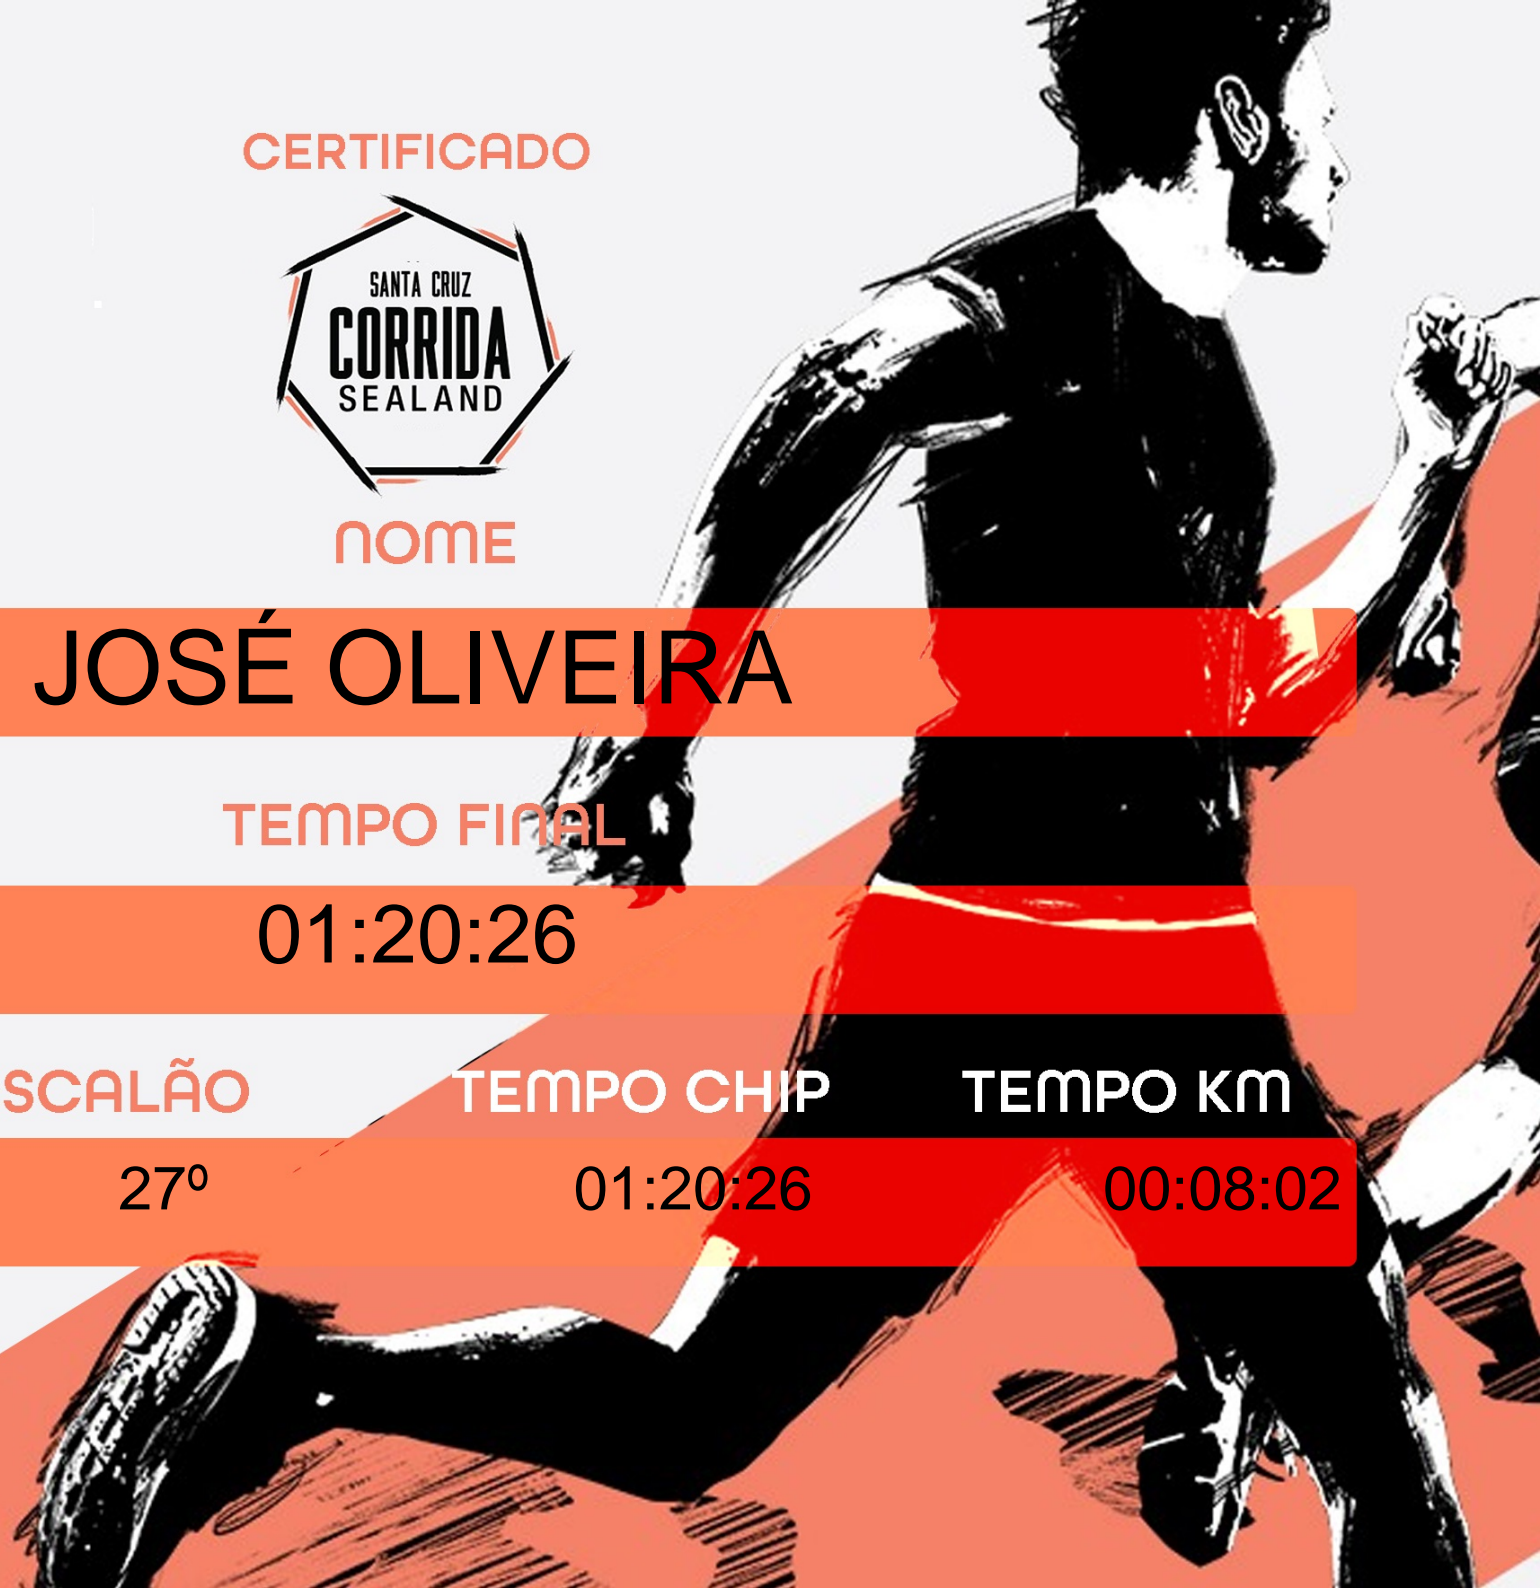 CERTIFICADO
SANTA CRUZ
CORRIDA
SEALAND
NOME
JOSÉ OLIVEIRA
TEMPO FINAL
01:20:26
SCALÃO TEMPO CHIP TEMPO KM
27º 01:20:26 00:08:02